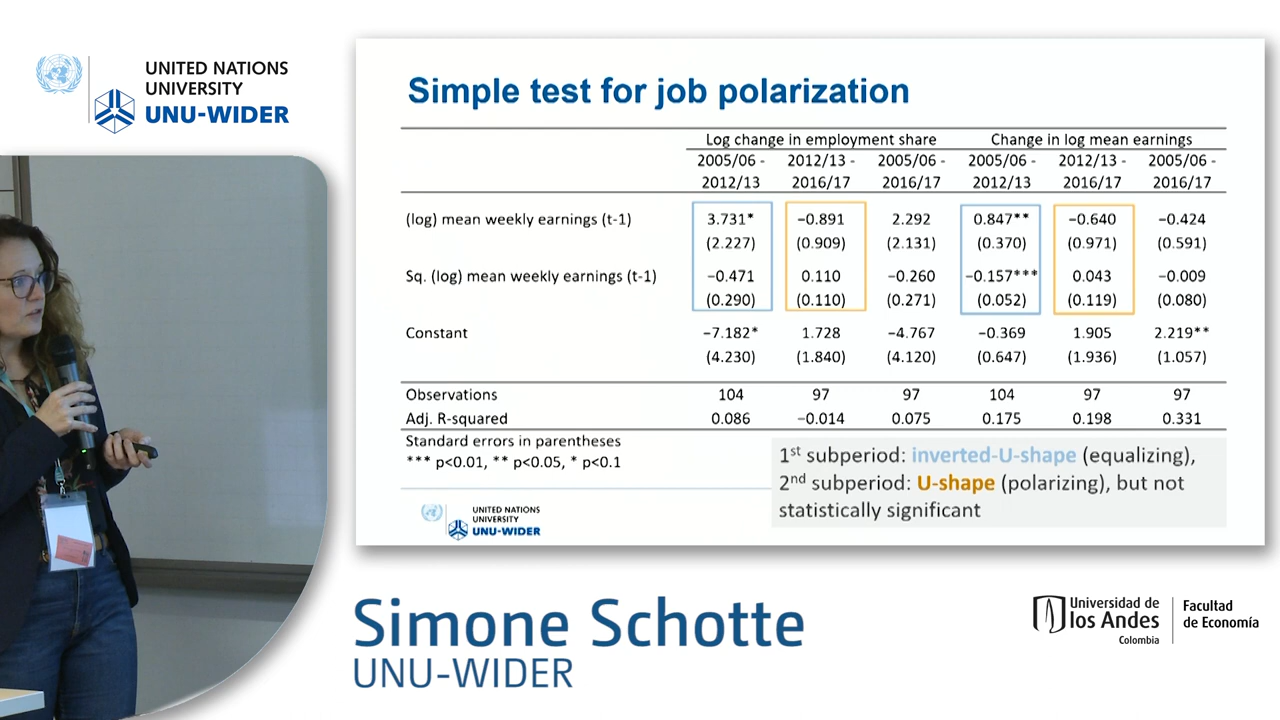 UNITED NATIONS
UNIVERSITY
UNU-WIDER
Simple test for job polarization
Log change in employment share Change in log mean earnings
2005/06 - 2012/13 - 2005/06 - 2005/06 - 2012/13 - 2005/06 -
2012/13 2016/17 2016/17 2012/13 2016/17 2016/17
(log) mean weekly earnings (t-1) 3.731* −0.891 2.292 0.847** −0.640 −0.424
(2.227) (0.909) (2.131) (0.370) (0.971) (0.591)
Sq. (log) mean weekly earnings (t-1) −0.471 0.110 −0.260 −0.157*** 0.043 −0.009
(0.290) (0.110) (0.271) (0.052) (0.119) (0.080)
Constant −7.182* 1.728 −4.767 −0.369 1.905 2.219**
(4.230) (1.840) (4.120) (0.647) (1.936) (1.057)
Observations 104 97 97 104 97 97
Adj. R-squared 0.086 −0.014 0.075 0.175 0.198 0.331
Standard errors in parentheses
*** p<0.01, ** p<0.05, * p<0.1
1st subperiod: inverted-U-shape (equalizing),
2nd subperiod: U-shape (polarizing), but not
statistically significant
UNITED NATIONS
UNIVERSITY
UNU-WIDER
Simone Schotte
UNU-WIDER
Universidad de
los Andes
Colombia
Facultad
de Economía